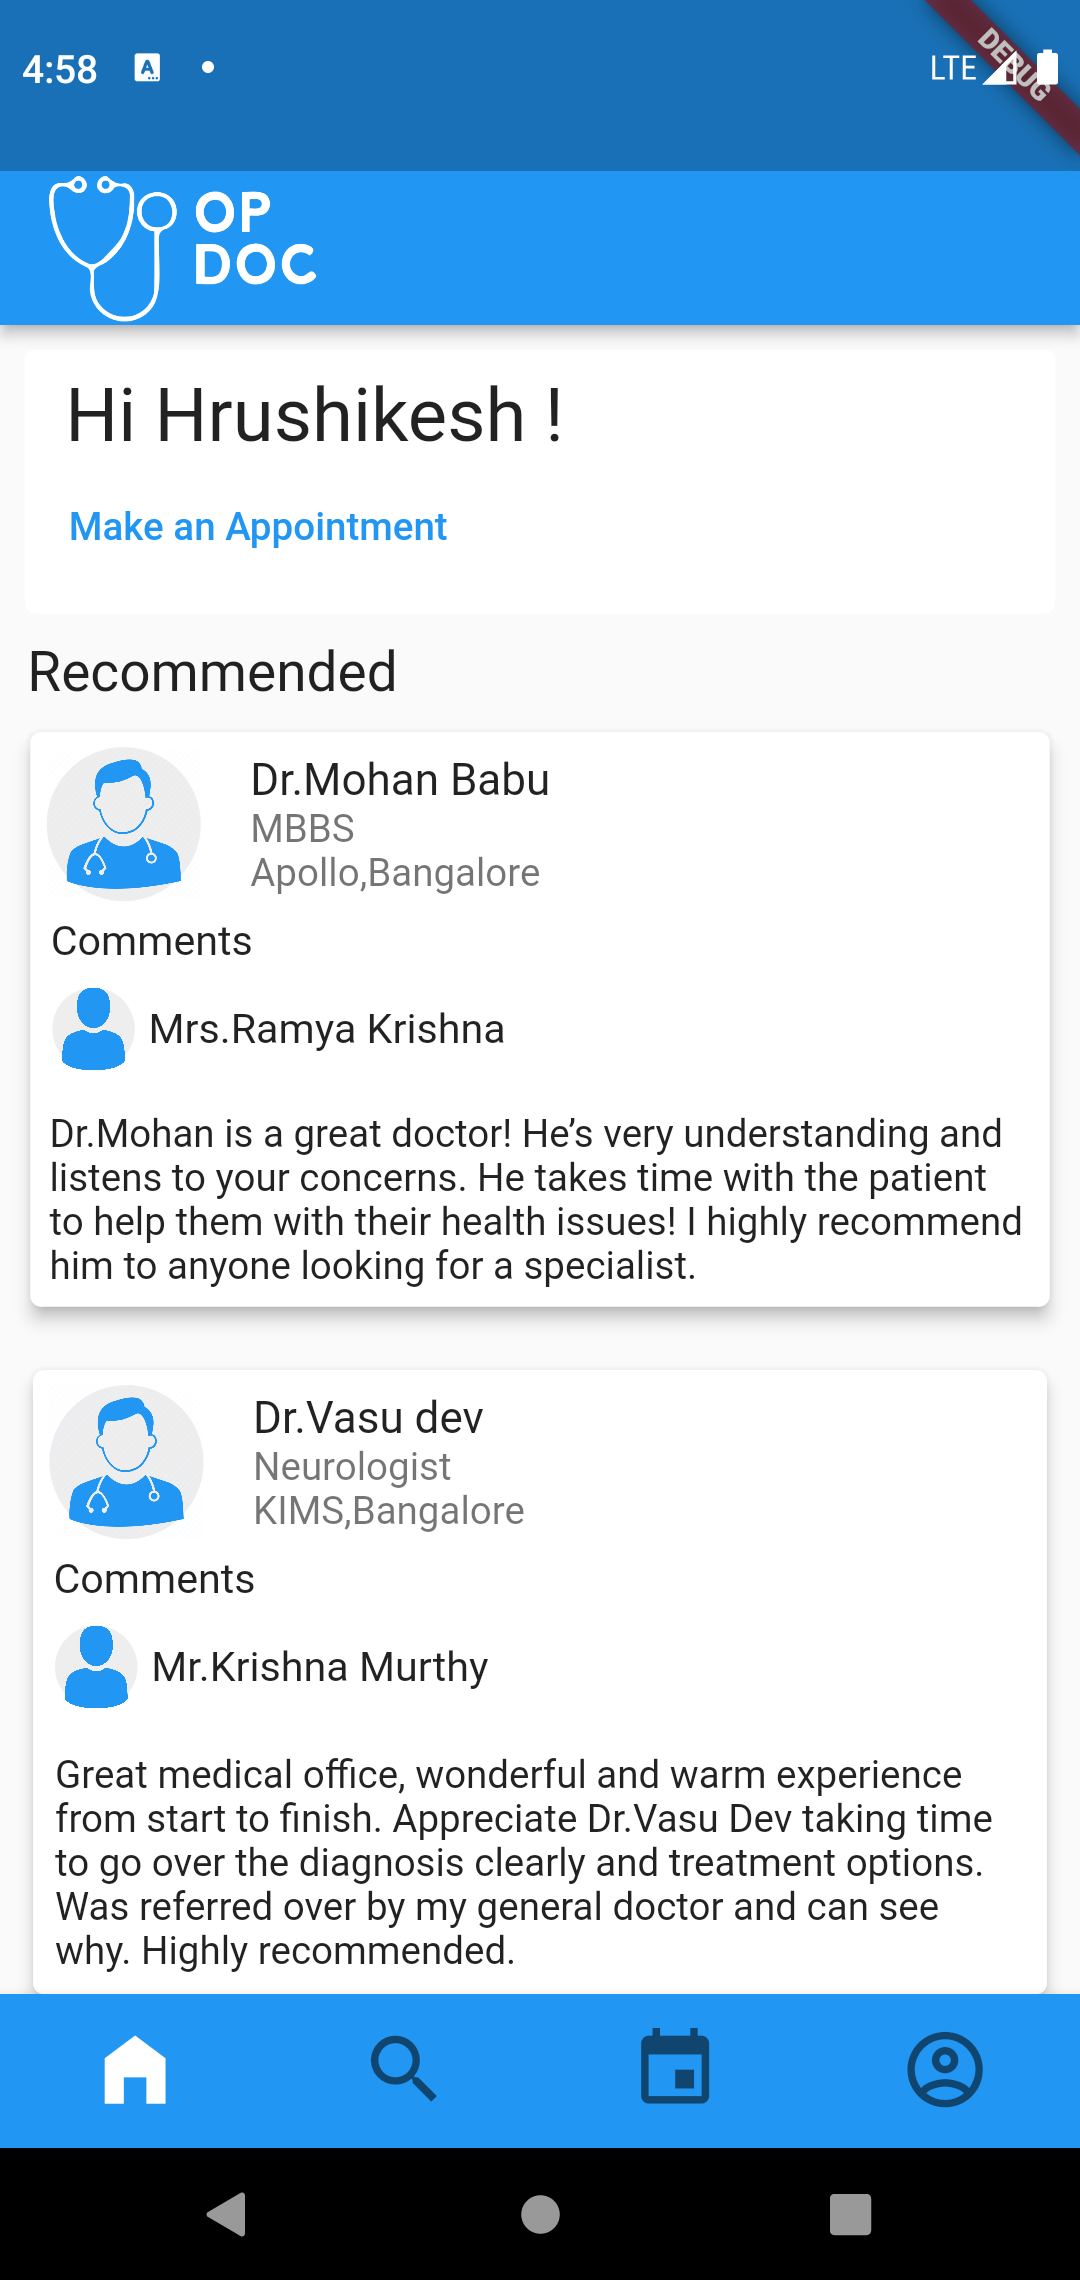 4:58
A
LTE
DEBUG
OP
DOC
Hi Hrushikesh !
Make an Appointment
Recommended
Dr.Mohan Babu
MBBS
Apollo,Bangalore
Comments
Mrs.Ramya Krishna
Dr.Mohan is a great doctor! He’s very understanding and
listens to your concerns. He takes time with the patient
to help them with their health issues! I highly recommend
him to anyone looking for a specialist.
Dr.Vasu dev
Neurologist
KIMS,Bangalore
Comments
Mr.Krishna Murthy
Great medical office, wonderful and warm experience
from start to finish. Appreciate Dr.Vasu Dev taking time
to go over the diagnosis clearly and treatment options.
Was referred over by my general doctor and can see
why. Highly recommended.